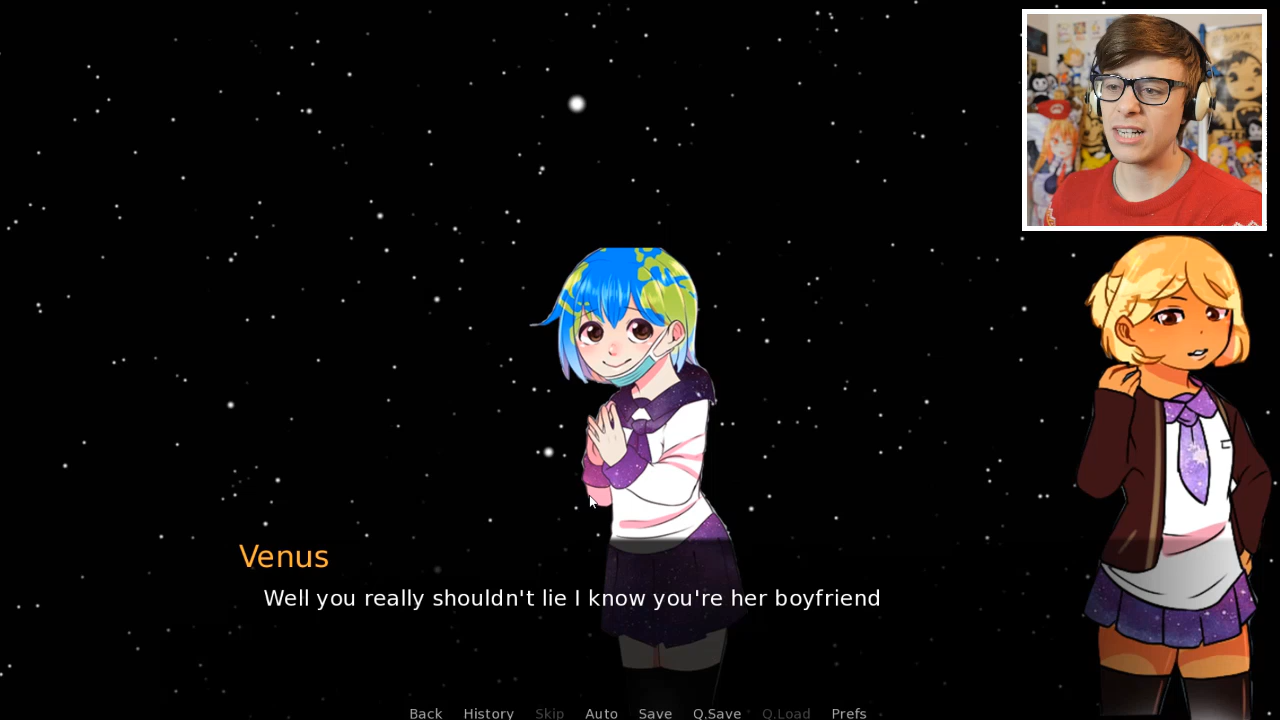 Venus
Well you really shouldn't lie I know you're her boyfriend
Back History Skip Auto Save Q.Save Q.Load Prefs